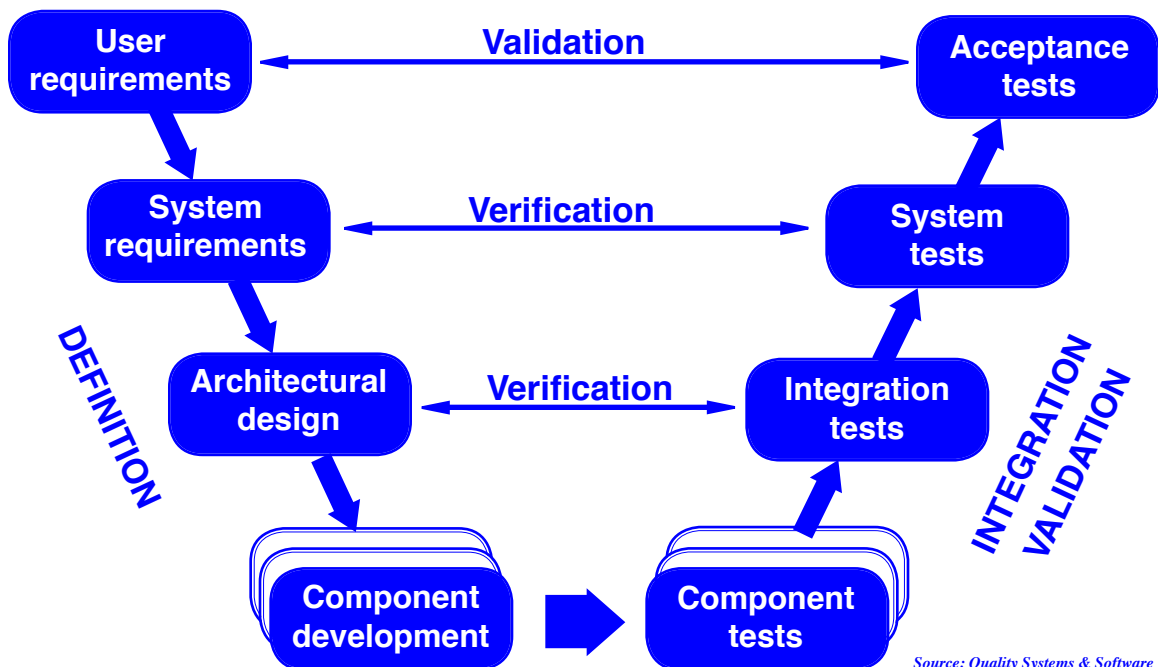 User
requirements
Validation
Acceptance
tests
System
requirements
Verification
System
tests
DEFINITION
Architectural
design
Verification
Integration
tests
INTEGRATION
VALIDATION
Component
development
Component
tests
Source: Quality Systems & Software